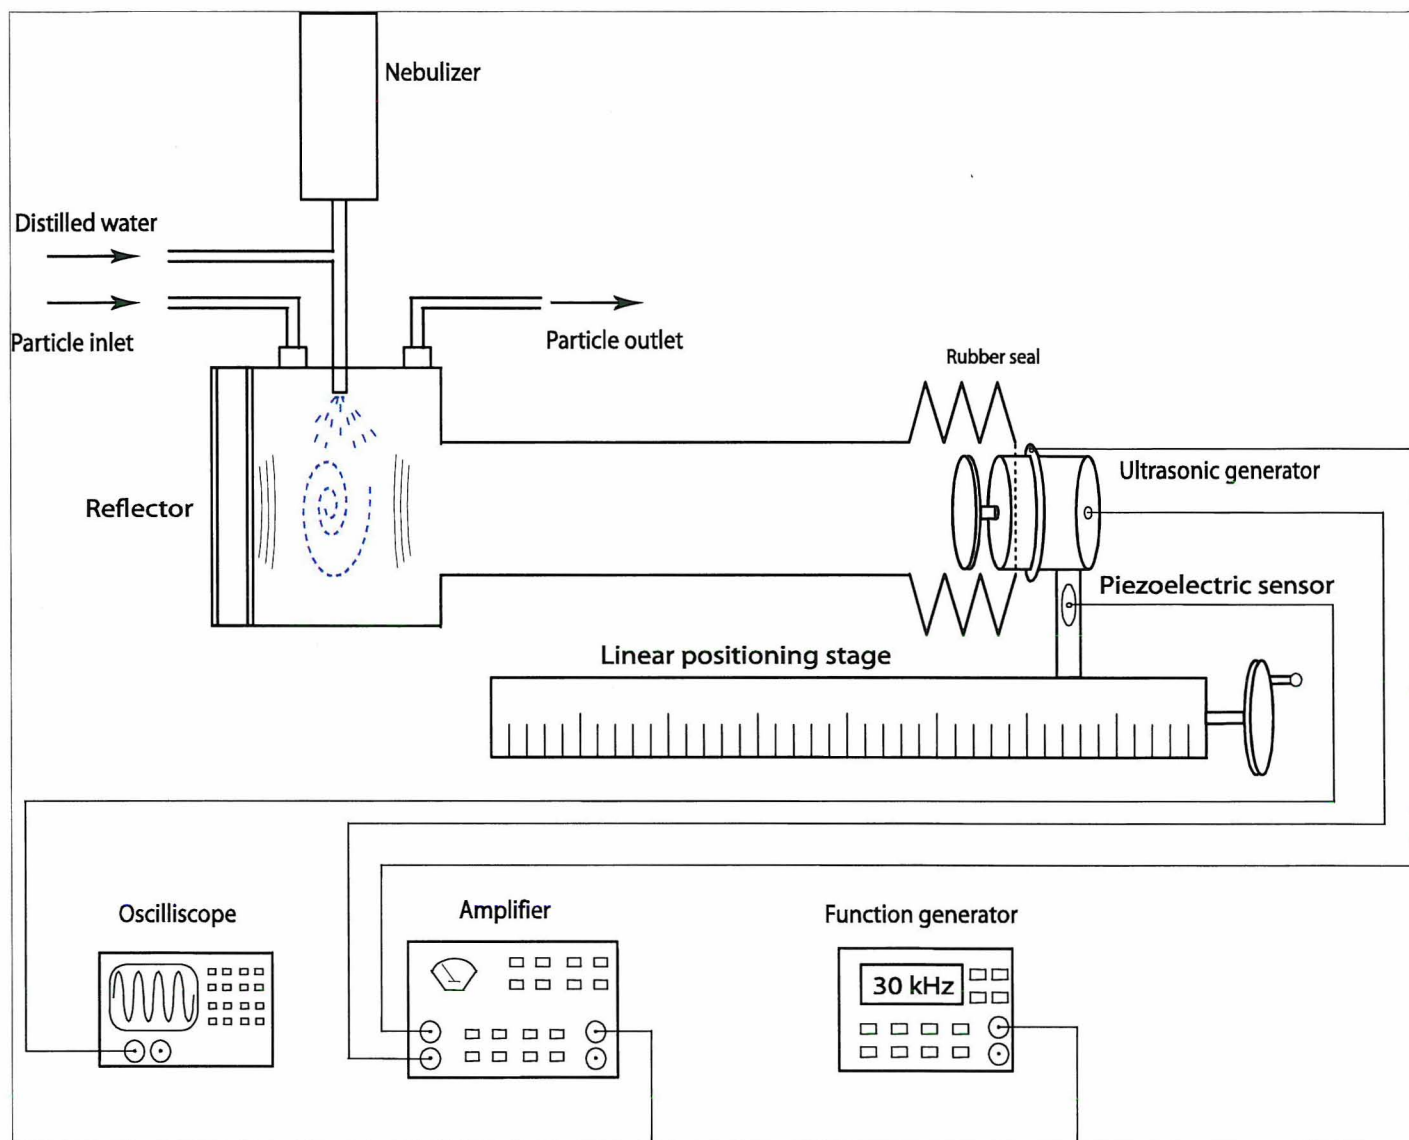 Nebulizer
Distilled water
Particle inlet
Particle outlet
Rubber seal
Ultrasonic generator
Reflector
Piezoelectric sensor
Linear positioning stage
Oscilliscope
Amplifier
Function generator
30 kHz